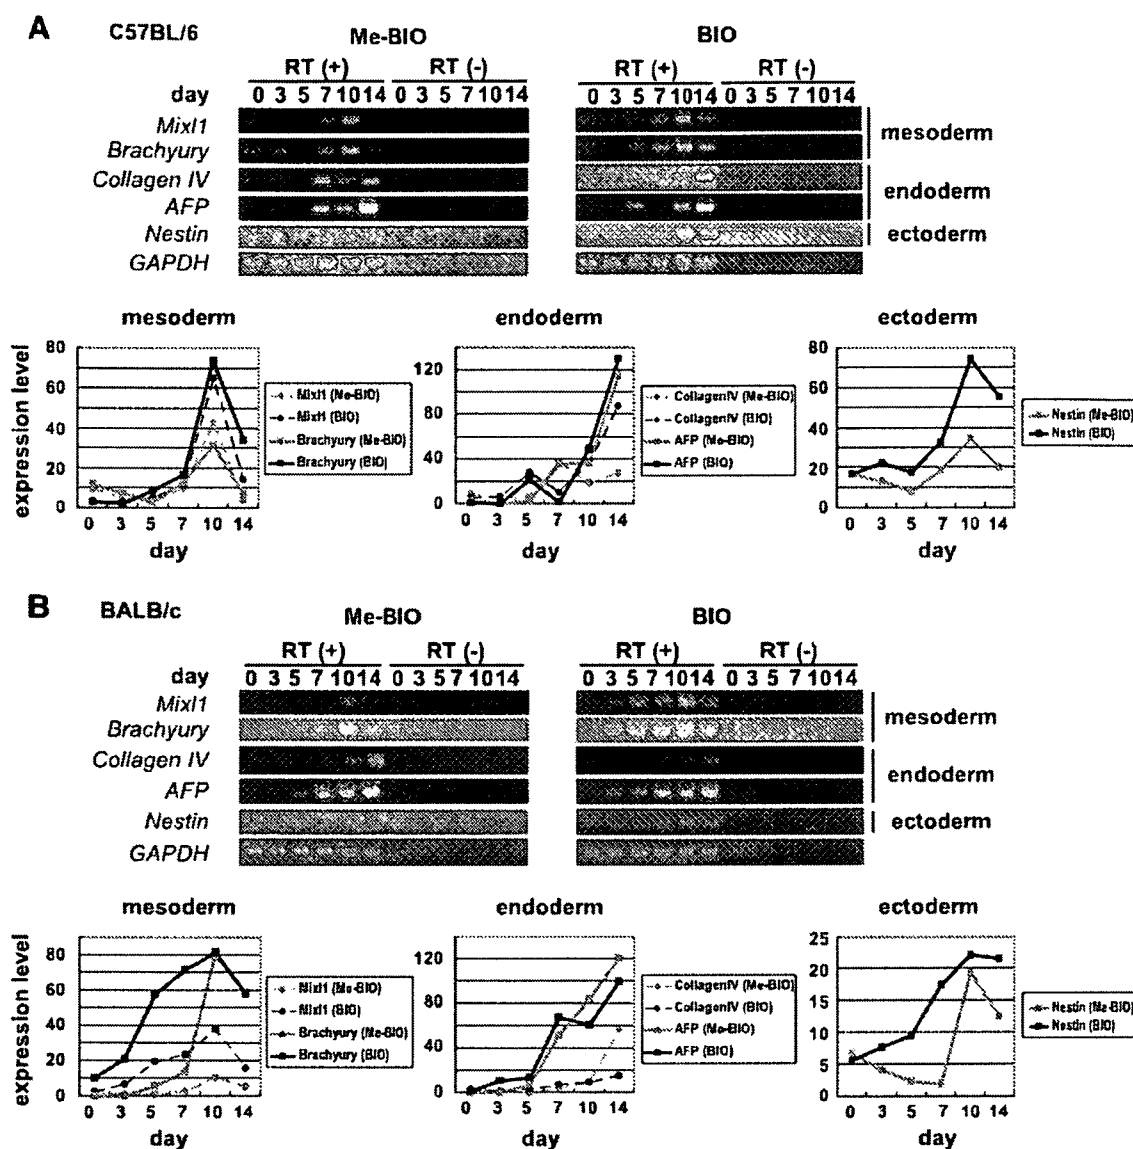 A C57BL/6
Me-BIO BIO
RT (+) RT (-) RT (+) RT (-)
day 0 3 5 7 10 14 0 3 5 7 10 14 0 3 5 7 10 14 0 3 5 7 10 14
Mixl1
mesoderm
Brachyury
Collagen IV
endoderm
AFP
Nestin ectoderm
GAPDH
mesoderm endoderm ectoderm
expression level
80
60
40
20
0
0 3 5 7 10 14
day
Mixl1 (Me-BIO)
Mixl1 (BIO)
Brachyury (Me-BIO)
Brachyury (BIO)
120
80
40
0
0 3 5 7 10 14
day
CollagenIV (Me-BIO)
CollagenIV (BIO)
AFP (Me-BIO)
AFP (BIO)
80
60
40
20
0
0 3 5 7 10 14
day
Nestin (Me-BIO)
Nestin (BIO)
B BALB/c
Me-BIO BIO
RT (+) RT (-) RT (+) RT (-)
day 0 3 5 7 10 14 0 3 5 7 10 14 0 3 5 7 10 14 0 3 5 7 10 14
Mixl1
mesoderm
Brachyury
Collagen IV
endoderm
AFP
Nestin ectoderm
GAPDH
mesoderm endoderm ectoderm
expression level
80
60
40
20
0
0 3 5 7 10 14
day
Mixl1 (Me-BIO)
Mixl1 (BIO)
Brachyury (Me-BIO)
Brachyury (BIO)
120
80
40
0
0 3 5 7 10 14
day
CollagenIV (Me-BIO)
CollagenIV (BIO)
AFP (Me-BIO)
AFP (BIO)
25
20
15
10
5
0
0 3 5 7 10 14
day
Nestin (Me-BIO)
Nestin (BIO)